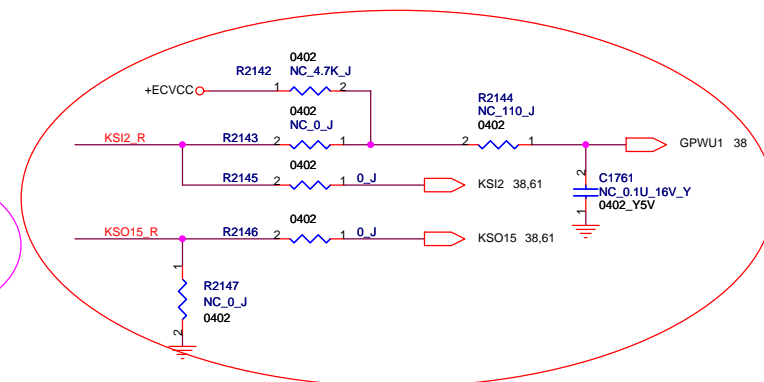 0402
R2142 NC_4.7K_J
+ECVCC 1 2
0402
R2144
NC_0_J
NC_110_J
0402
KSI2_R R2143 2 1 2 1 GPWU1 38
0402
R2145 2 1 0_J KSI2 38,61
2
C1761
NC_0.1U_16V_Y
1
0402_Y5V
0402
KSO15_R R2146 2 1 0_J KSO15 38,61
1
R2147
NC_0_J
0402
2